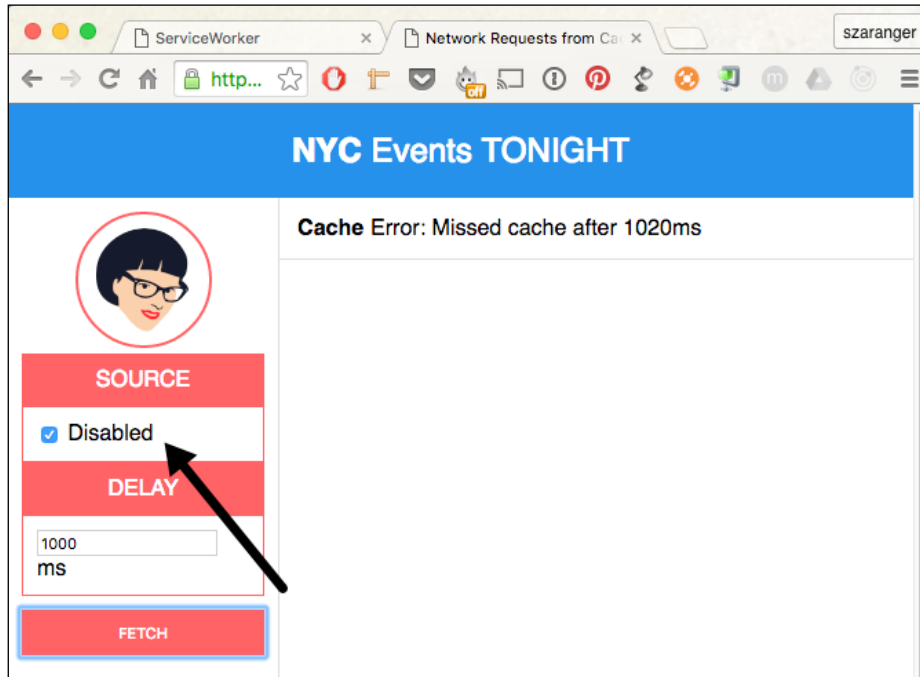 ServiceWorker
Network Requests from Ca
szaranger
http...
off
NYC Events TONIGHT
Cache Error: Missed cache after 1020ms
SOURCE
Disabled
DELAY
1000
ms
FETCH